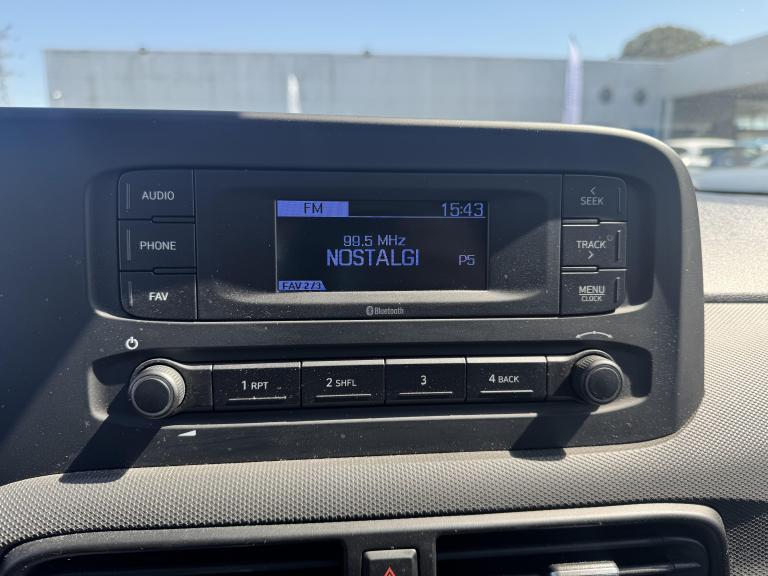 AUDIO
PHONE
FAV
FM 15:43
99.5 MHz
NOSTALGI P5
FAV 2/3
Bluetooth
SEEK
TRACK
MENU
CLOCK
1 RPT
2 SHFL
3
4 BACK